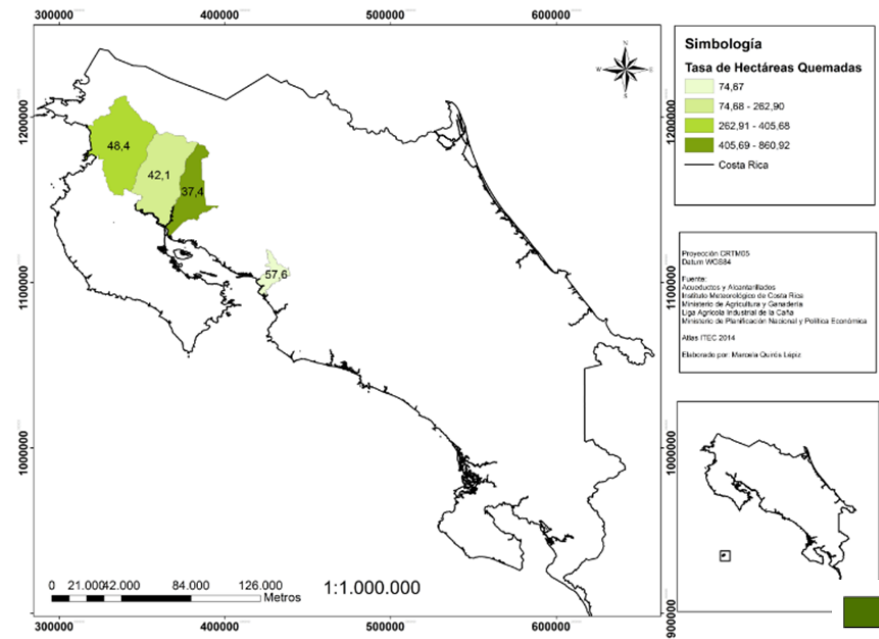 300000 400000 500000 600000
1200000
1100000
1000000
48,4
42,1
37,4
57,6
N
W
E
S
0 21.00042.000 84.000 126.000
Metros
1:1.000.000
300000 400000 500000 600000
1200000
1100000
1000000
900000
Simbología
Tasa de Hectáreas Quemadas
74,67
74,68 - 262,90
262,91 - 405,68
405,69 - 860,92
Costa Rica
Proyección CRTM05
Datum WGS84
Fuente:
Acueductos y Alcantarillados
Instituto Meteorológico de Costa Rica
Ministerio de Agricultura y Ganadería
Liga Agrícola Industrial de la Caña
Ministerio de Planificación Nacional y Política Económica
Atlas ITEC 2014
Elaborado por: Marcela Quirós Lépiz